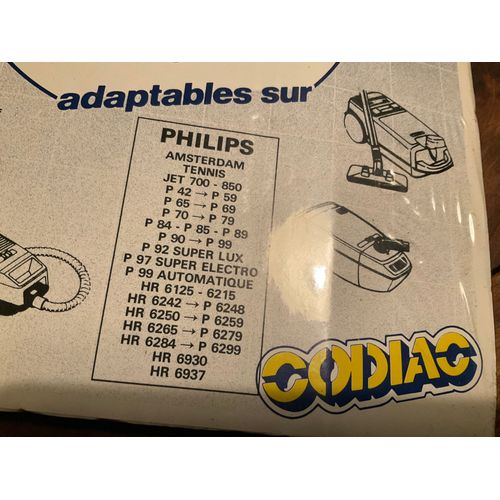 adaptables sur
PHILIPS
AMSTERDAM
TENNIS
JET 700 - 850
P 42 → P 59
P 65 → P 69
P 70 → P 79
P 84 - P 85 - P 89
P 90 → P 99
P 92 SUPER LUX
P 97 SUPER ELECTRO
P 99 AUTOMATIQUE
HR 6125 - 6215
HR 6242 → P 6248
HR 6250 → P 6259
HR 6265 → P 6279
HR 6284 → P 6299
HR 6930
HR 6937
CODIAC